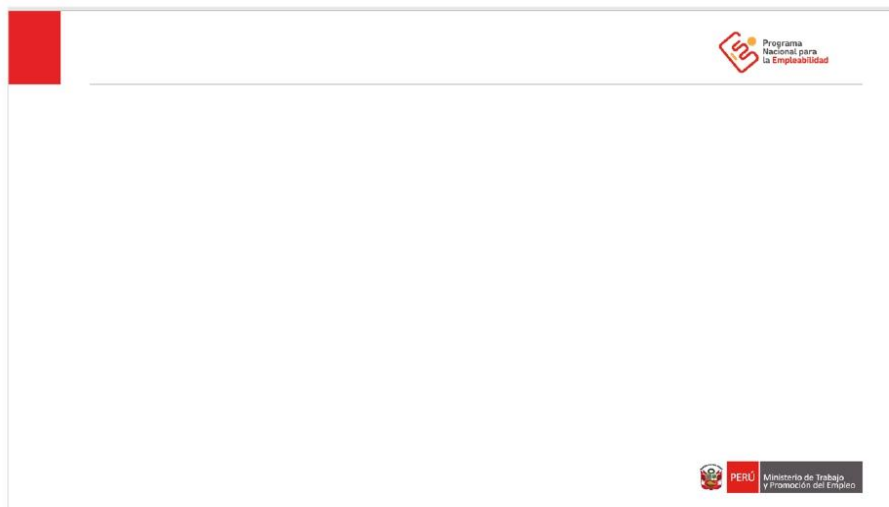 Programa
Nacional para
la Empleabilidad
PERÚ
Ministerio de Trabajo
y Promoción del Empleo